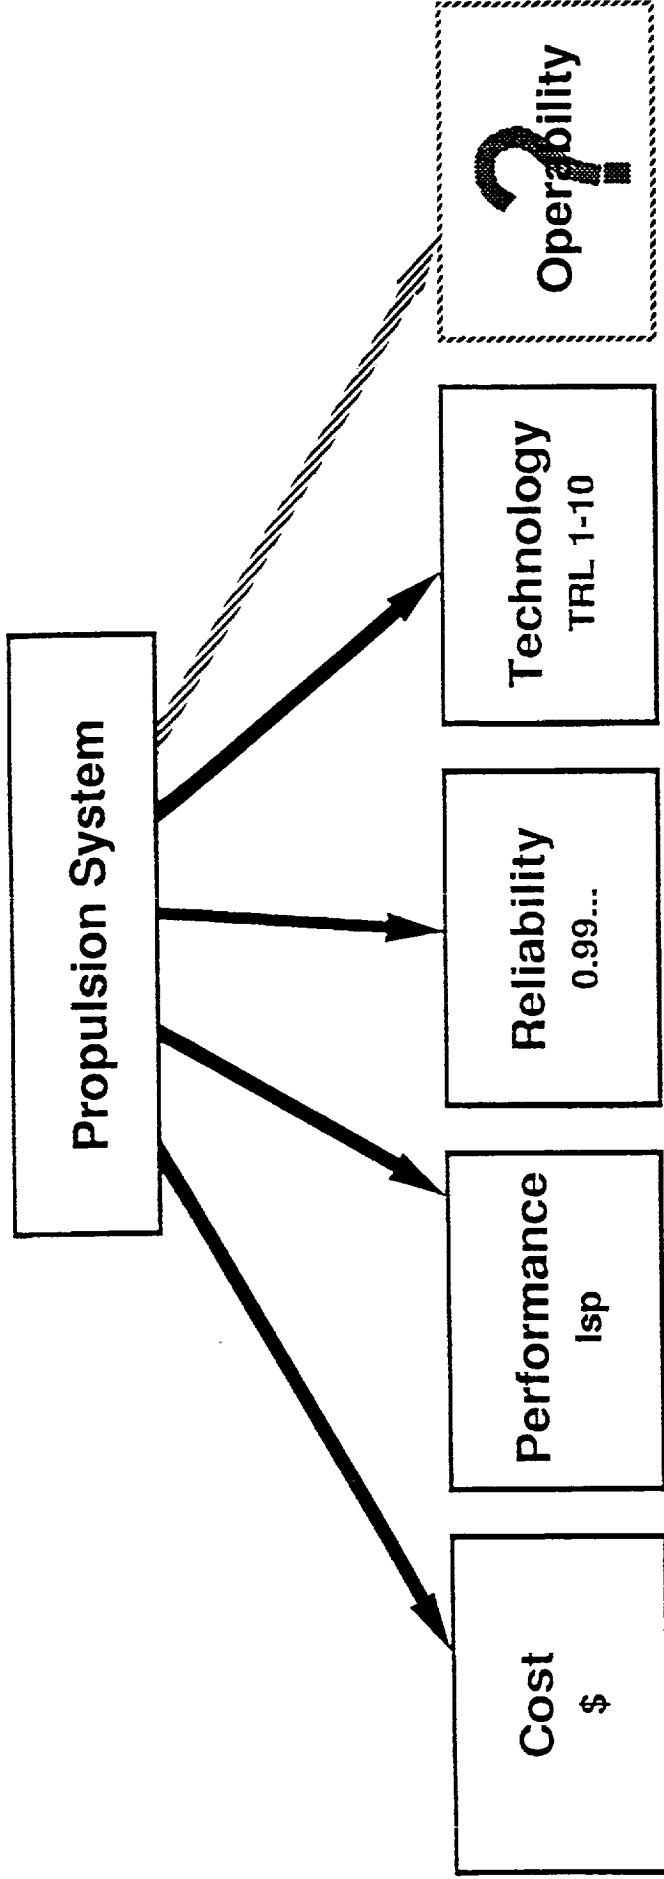 Propulsion System
Cost
$
Performance
Isp
Reliability
0.99...
Technology
TRL 1-10
?
Operability